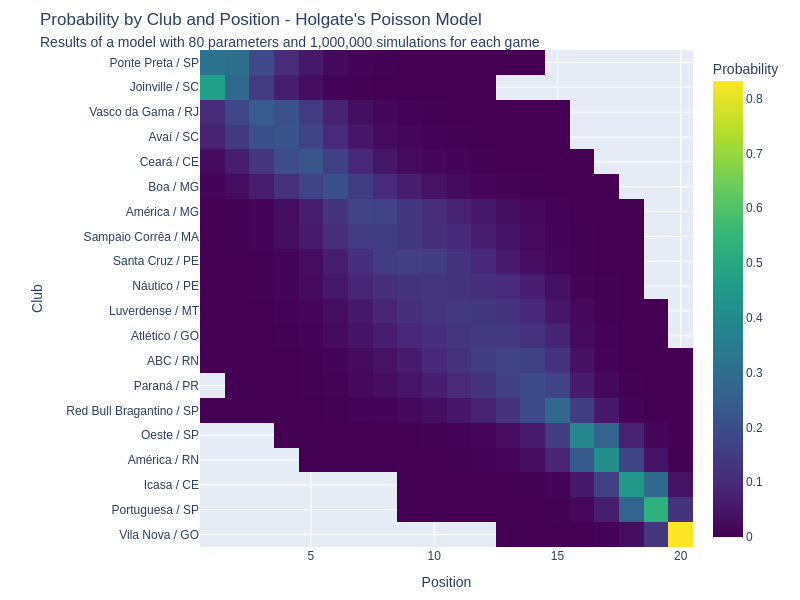 Probability by Club and Position - Holgate's Poisson Model
Results of a model with 80 parameters and 1,000,000 simulations for each game
Probability
Ponte Preta / SP
Joinville / SC
Vasco da Gama / RJ
Avaí / SC
Ceará / CE
Boa / MG
América / MG
Sampaio Corrêa / MA
Santa Cruz / PE
Náutico / PE
Luverdense / MT
Atlético / GO
ABC / RN
Paraná / PR
Red Bull Bragantino / SP
Oeste / SP
América / RN
Icasa / CE
Portuguesa / SP
Vila Nova / GO
Club
5
10
15
20
Position
0.8
0.7
0.6
0.5
0.4
0.3
0.2
0.1
0